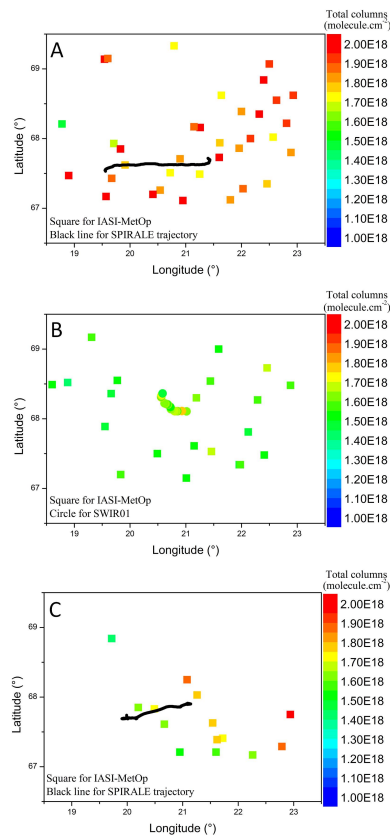 Total columns
(molecule.cm-2)
A
2.00E18
1.90E18
1.80E18
1.70E18
1.60E18
1.50E18
1.40E18
1.30E18
1.20E18
1.10E18
1.00E18
69
68
67
Latitude (°)
Square for IASI-MetOp
Black line for SPIRALE trajectory
19 20 21 22 23
Longitude (°)
Total columns
(molecule.cm-2)
B
2.00E18
1.90E18
1.80E18
1.70E18
1.60E18
1.50E18
1.40E18
1.30E18
1.20E18
1.10E18
1.00E18
69
68
67
Latitude (°)
Square for IASI-MetOp
Circle for SWIR01
19 20 21 22 23
Longitude (°)
Total columns
(molecule.cm-2)
C
2.00E18
1.90E18
1.80E18
1.70E18
1.60E18
1.50E18
1.40E18
1.30E18
1.20E18
1.10E18
1.00E18
69
68
67
Latitude (°)
Square for IASI-MetOp
Black line for SPIRALE trajectory
19 20 21 22 23
Longitude (°)